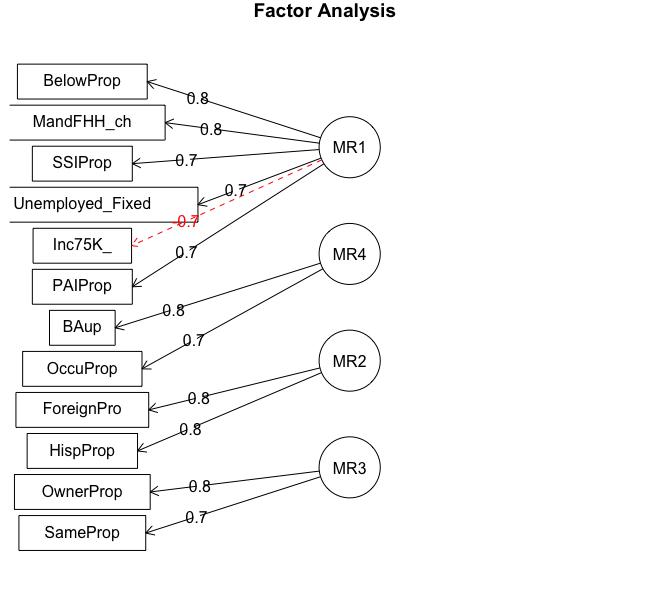 Factor Analysis
BelowProp
0.8
MandFHH_ch
0.8
MR1
SSIProp
0.7
Unemployed_Fixed
0.7
-0.7
Inc75K_
0.7
PAIProp
MR4
0.8
BAup
0.7
OccuProp
MR2
0.8
ForeignPro
0.8
HispProp
MR3
0.8
OwnerProp
0.7
SameProp